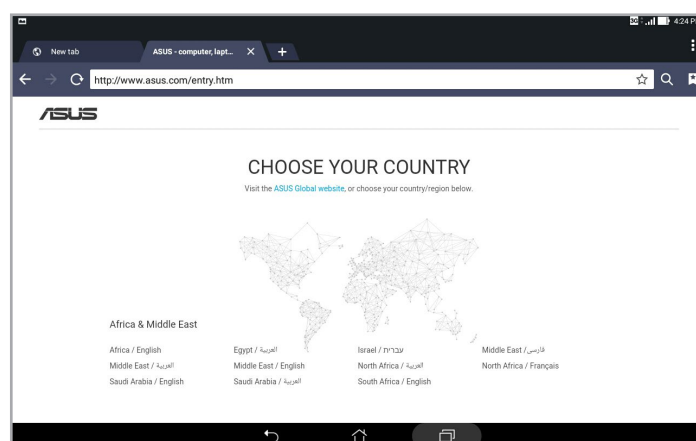 3G 4:24 P
New tab
ASUS - computer, lapt...
http://www.asus.com/entry.htm
ASUS
CHOOSE YOUR COUNTRY
Visit the ASUS Global website, or choose your country/region below.
Africa & Middle East
Africa / English
Egypt / العربية
Israel / עברית
Middle East / فارسی
Middle East / العربية
Middle East / English
North Africa / العربية
North Africa / Français
Saudi Arabia / English
Saudi Arabia / العربية
South Africa / English